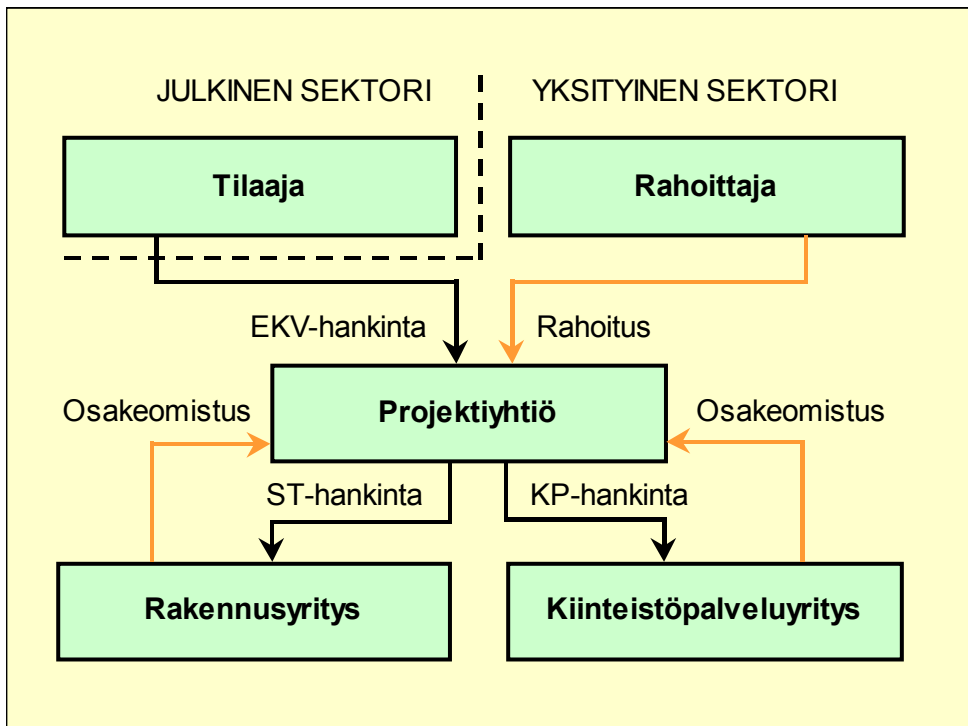 JULKINEN SEKTORI
YKSITYINEN SEKTORI
Tilaaja
Rahoittaja
EKV-hankinta
Rahoitus
Osakeomistus
Projektiyhtiö
Osakeomistus
ST-hankinta
KP-hankinta
Rakennusyritys
Kiinteistöpalveluyritys